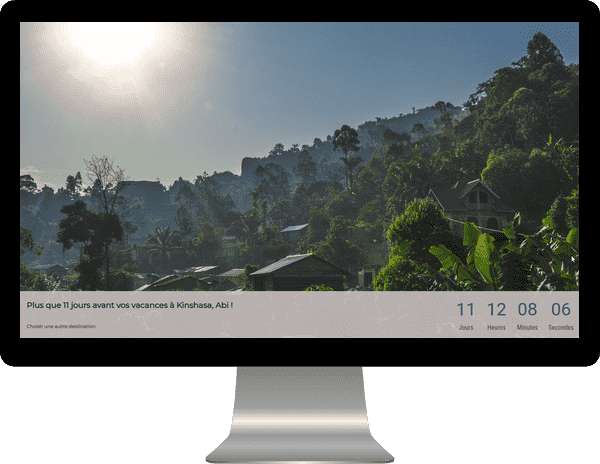 Plus que 11 jours avant vos vacances à Kinshasa, Abi !
Choisir une autre destination
11 12 08 06
Jours Heures Minutes Secondes